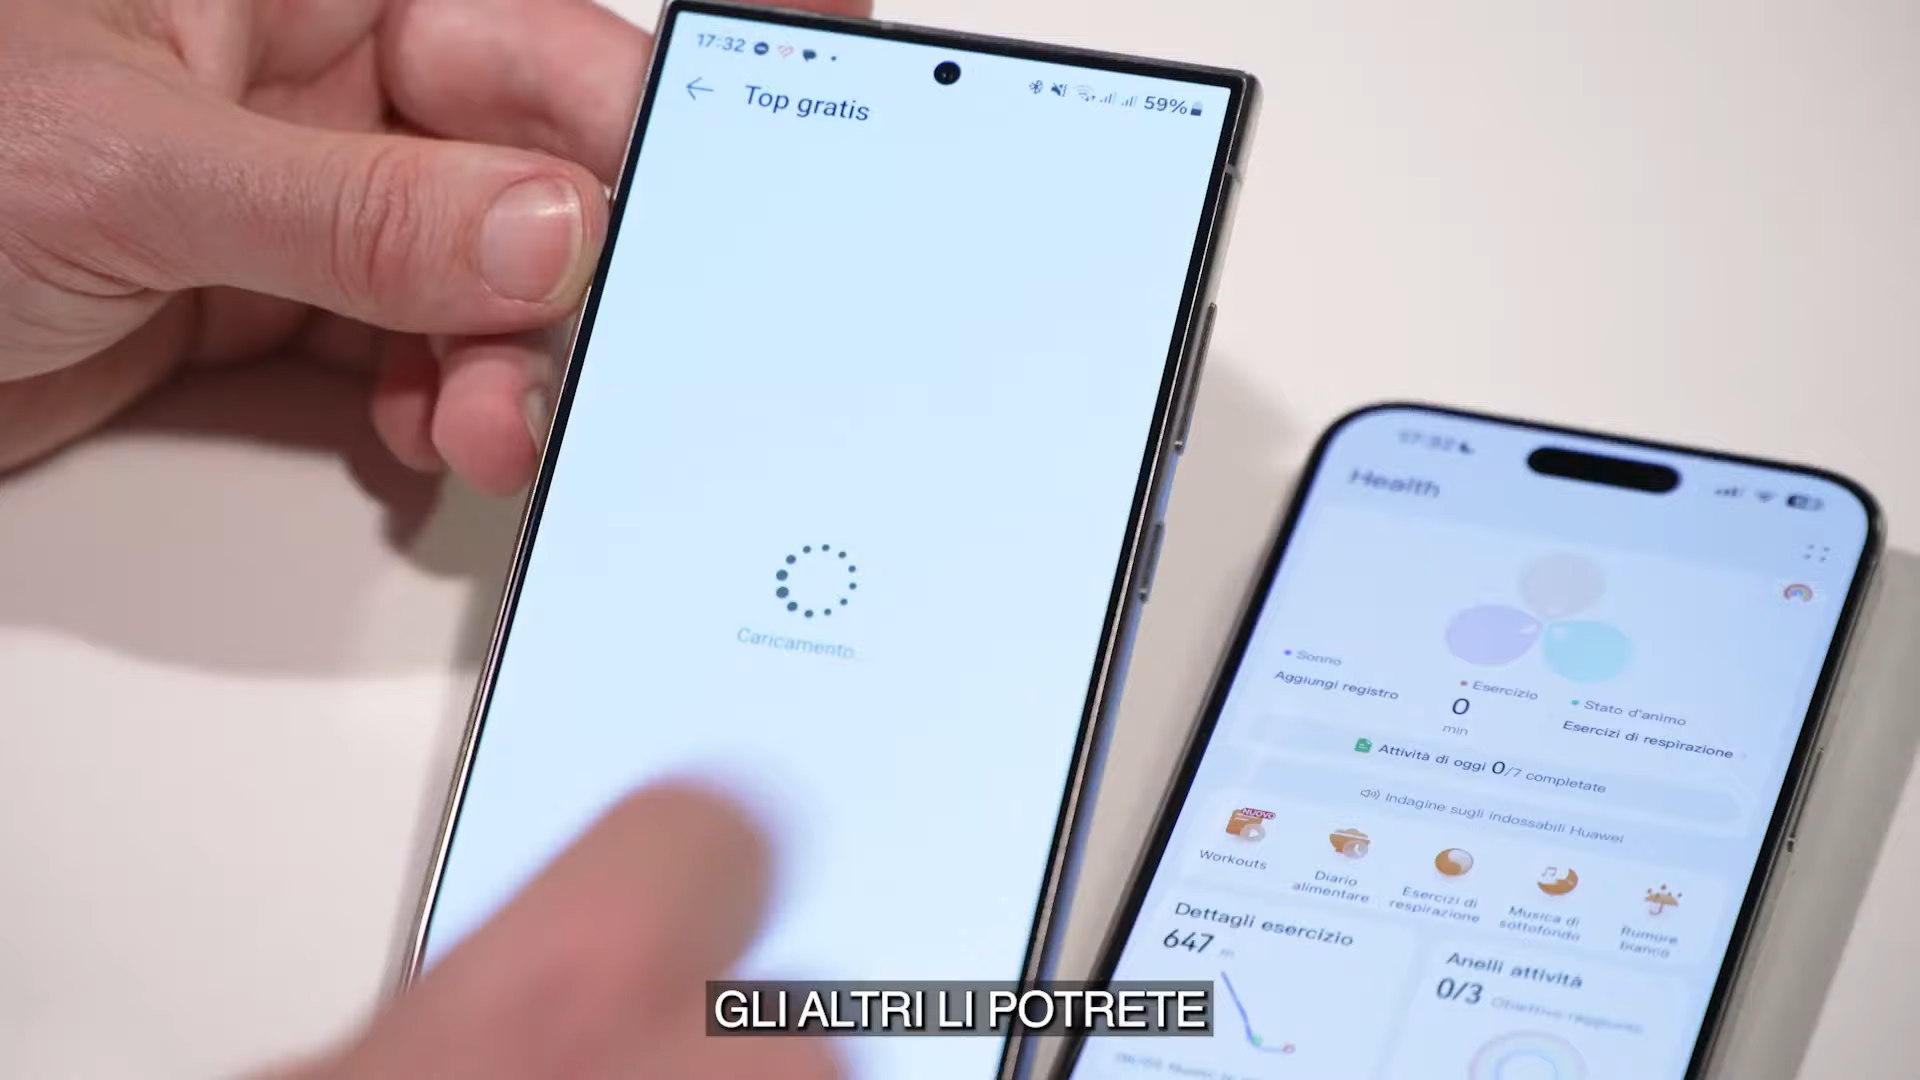 17:32
59%
Top gratis
Caricamento...
17:32
Health
Sonno
Aggiungi registro
Esercizio
0
min
Stato d'animo
Esercizi di respirazione
Attività di oggi 0/7 completate
Indagine sugli indossabili Huawei
NUOVO
Workouts
Diario
alimentare
Esercizi di
respirazione
Musica di
sottofondo
Rumore
bianco
Dettagli esercizio
647 m
Anelli attività
0/3 Obiettivo raggiunto
GLI ALTRI LI POTRETE